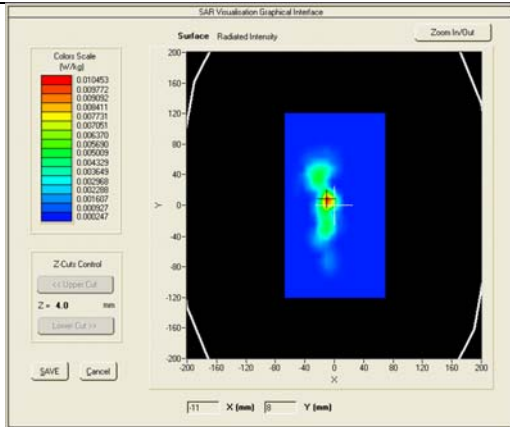 SAR Visualisation Graphical Interface
Surface Radiated Intensity
Zoom In/Out
Colors Scale
(W/kg)
0.010453
0.009772
0.009092
0.008411
0.007731
0.007051
0.006370
0.005690
0.005009
0.004329
0.003649
0.002968
0.002288
0.001607
0.000927
0.000247
200-
160-
120-
80-
40-
0-
-40-
-80-
-120-
-160-
-200-
Y
-200 -160 -120 -80 -40 0 40 80 120 160 200
X
Z-Cuts Control
<< Upper Cut
Z = 4.0 mm
Lower Cut >>
SAVE Cancel
-11 X (mm) 8 Y (mm)